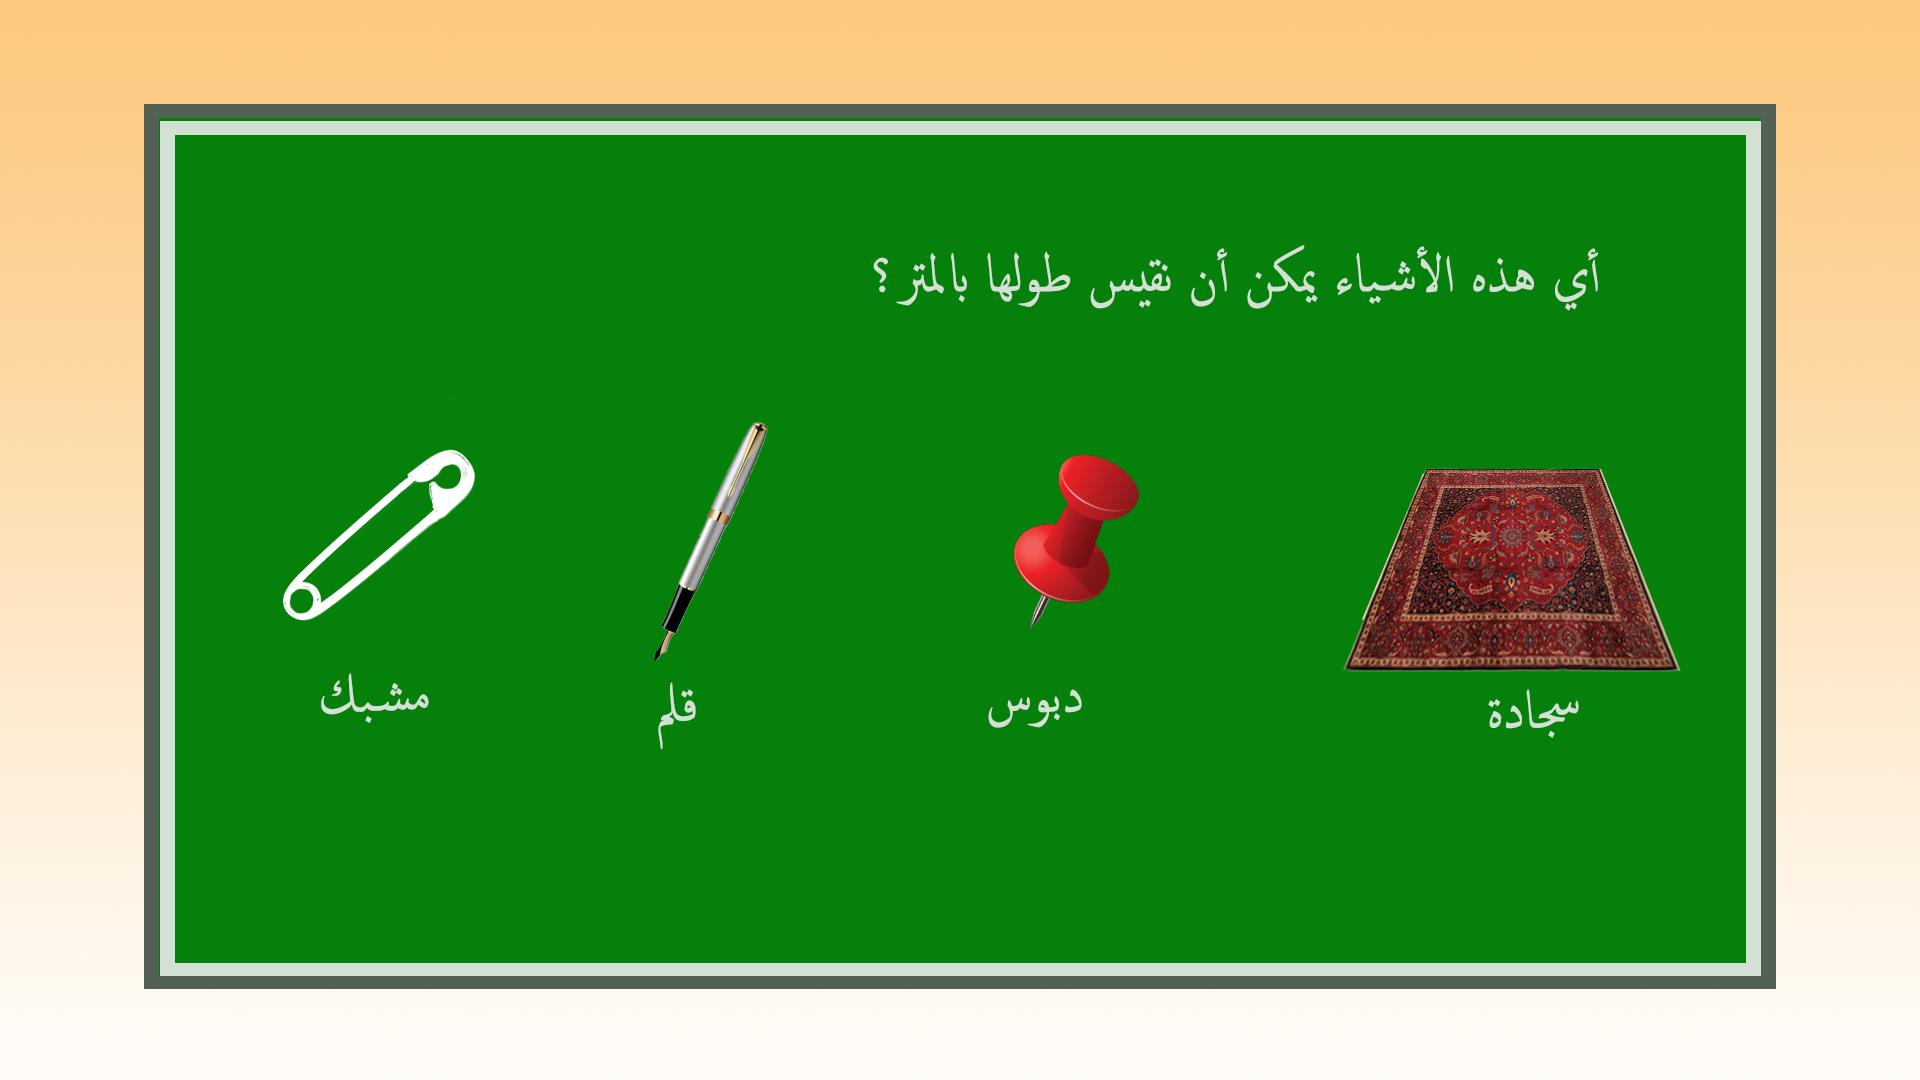 أي هذه الأشياء يمكن أن نقيس طولها بالمتر ؟
سجادة
دبوس
قلم
مشبك